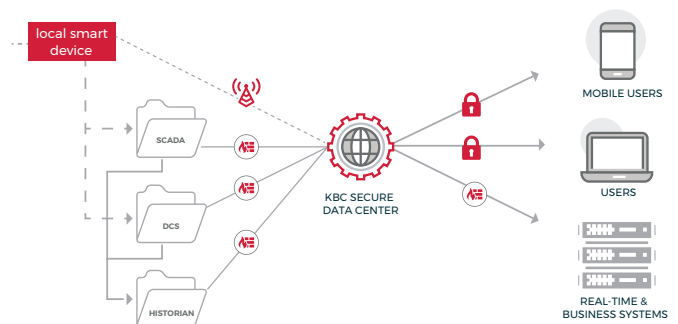 local smart
device
SCADA
DCS
HISTORIAN
KBC SECURE
DATA CENTER
MOBILE USERS
USERS
REAL-TIME &
BUSINESS SYSTEMS